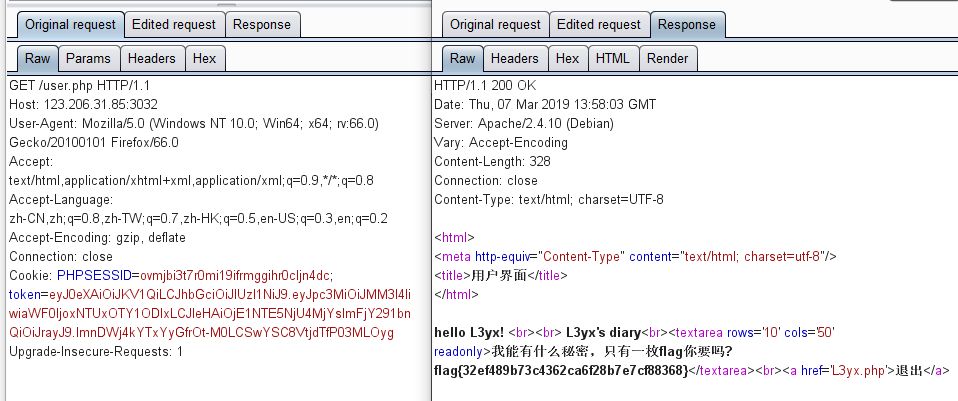 Original request Edited request Response
Raw Params Headers Hex
GET /user.php HTTP/1.1
Host: 123.206.31.85:3032
User-Agent: Mozilla/5.0 (Windows NT 10.0; Win64; x64; rv:66.0)
Gecko/20100101 Firefox/66.0
Accept:
text/html,application/xhtml+xml,application/xml;q=0.9,*/*;q=0.8
Accept-Language:
zh-CN,zh;q=0.8,zh-TW;q=0.7,zh-HK;q=0.5,en-US;q=0.3,en;q=0.2
Accept-Encoding: gzip, deflate
Connection: close
Cookie: PHPSESSID=ovmjbi3t7r0mi19ifrmggihr0cljn4dc;
token=eyJ0eXAiOiJKV1QiLCJhbGciOiJIUzI1NiJ9.eyJpc3MiOiJMM3l4Ii
wiaWF0IjoxNTUxOTY1ODIxLCJleHAiOjE1NTE5NjU4MjYsImFjY291bn
QiOiJrayJ9.ImnDWj4kYTxYyGfrOt-M0LCSwYSC8VtjdTfP03MLOyg
Upgrade-Insecure-Requests: 1
Original request Edited request Response
Raw Headers Hex HTML Render
HTTP/1.1 200 OK
Date: Thu, 07 Mar 2019 13:58:03 GMT
Server: Apache/2.4.10 (Debian)
Vary: Accept-Encoding
Content-Length: 328
Connection: close
Content-Type: text/html; charset=UTF-8
<html>
<meta http-equiv="Content-Type" content="text/html; charset=utf-8"/>
<title>用户界面</title>
</html>
hello L3yx! <br><br> L3yx's diary<br><textarea rows='10' cols='50'
readonly>我能有什么秘密，只有一枚flag你要吗?
flag{32ef489b73c4362ca6f28b7e7cf88368}</textarea><br><a href='L3yx.php'>退出</a>